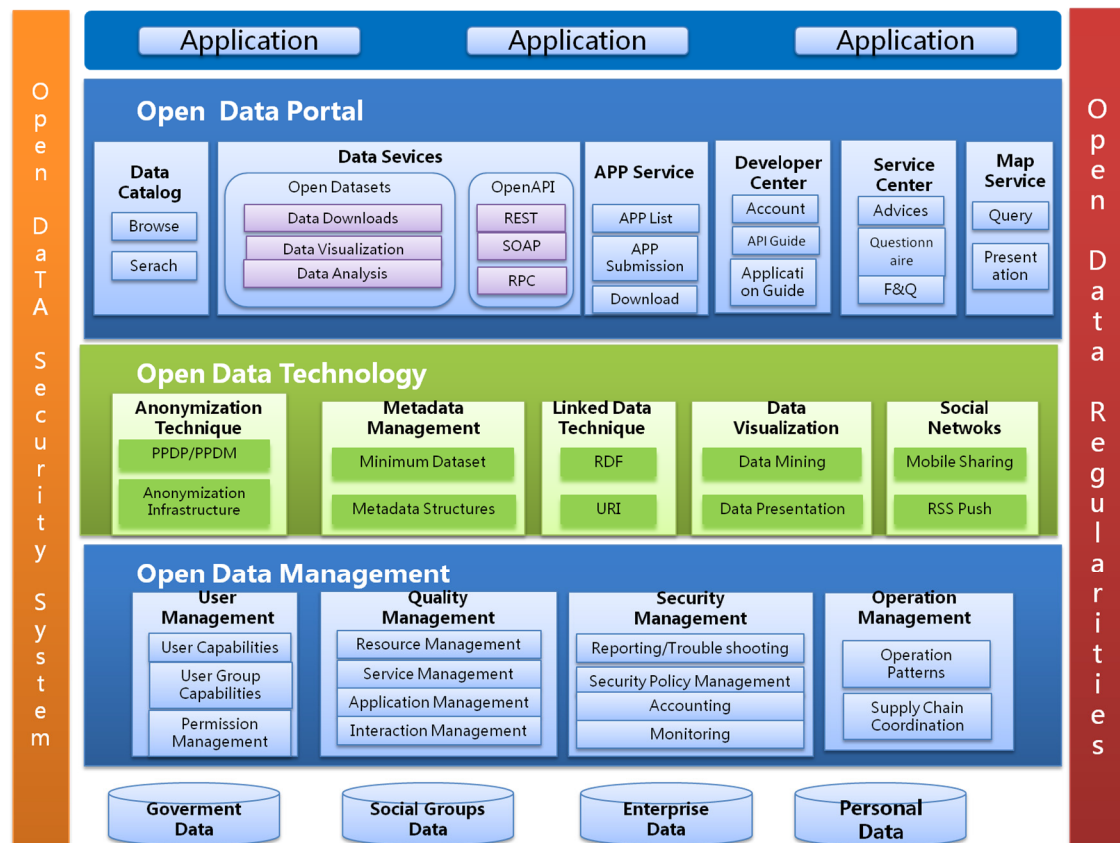 Open DaTA Security System
Application
Application
Application
Open Data Portal
Data
Catalog
Browse
Serach
Data Sevices
Open Datasets
Data Downloads
Data Visualization
Data Analysis
OpenAPI
REST
SOAP
RPC
APP Service
APP List
APP
Submission
Download
Developer
Center
Account
API Guide
Applicati
on Guide
Service
Center
Advices
Questionn
aire
F&Q
Map
Service
Query
Present
ation
Open Data Technology
Anonymization
Technique
PPDP/PPDM
Anonymization
Infrastructure
Metadada
Management
Minimum Dataset
Metadata Structures
Linked Data
Technique
RDF
URI
Data
Visualization
Data Mining
Data Presentation
Social
Netwoks
Mobile Sharing
RSS Push
Open Data Management
User
Management
User Capabilities
User Group
Capabilities
Permission
Management
Quality
Management
Resource Management
Service Management
Application Management
Interaction Management
Security
Management
Reporting/Trouble shooting
Security Policy Management
Accounting
Monitoring
Operation
Management
Operation
Patterns
Supply Chain
Coordination
Goverment
Data
Social Groups
Data
Enterprise
Data
Personal
Data
Open Data Regularities